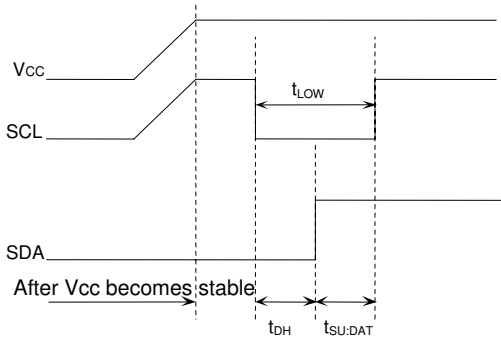 VCC
tLOW
SCL
SDA
After Vcc becomes stable
tDH
tSU:DAT